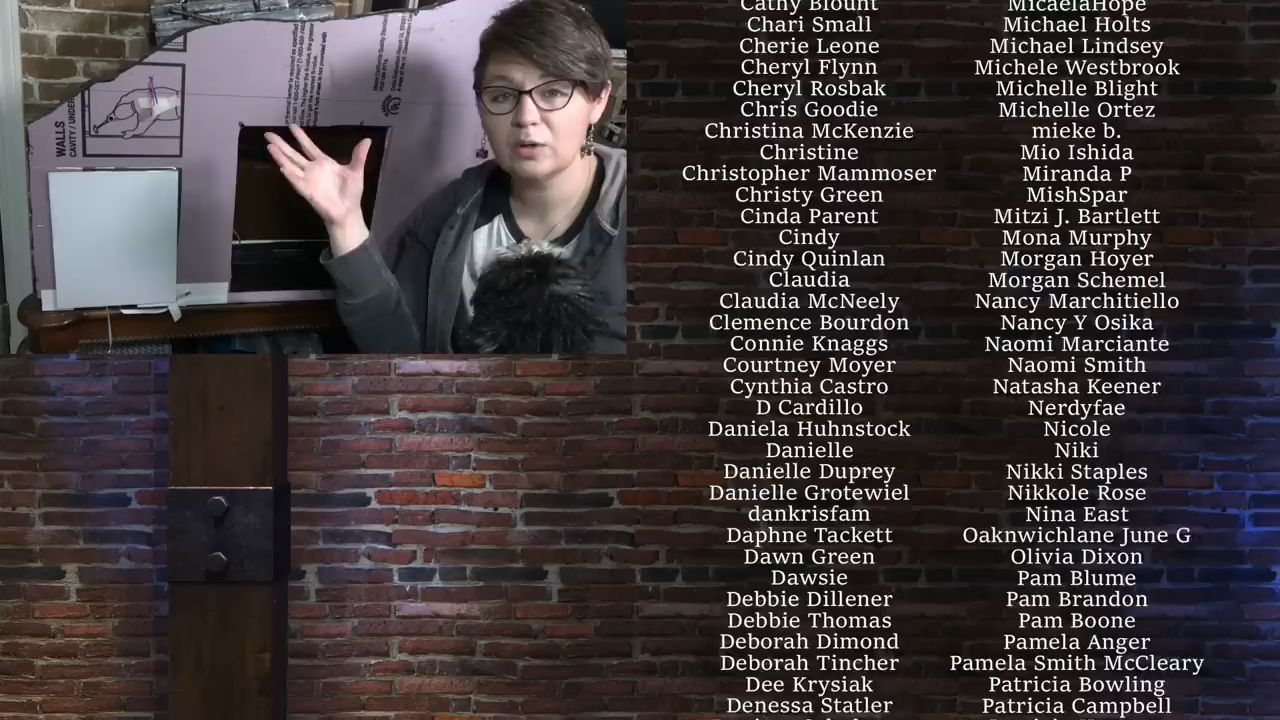 WALLS
CAVITY / UNDER
Cathy Blount
Chari Small
Cherie Leone
Cheryl Flynn
Cheryl Rosbak
Chris Goodie
Christina McKenzie
Christine
Christopher Mammoser
Christy Green
Cinda Parent
Cindy
Cindy Quinlan
Claudia
Claudia McNeely
Clemence Bourdon
Connie Knaggs
Courtney Moyer
Cynthia Castro
D Cardillo
Daniela Huhnstock
Danielle
Danielle Duprey
Danielle Grotewiel
dankrisfam
Daphne Tackett
Dawn Green
Dawsie
Debbie Dillener
Debbie Thomas
Deborah Dimond
Deborah Tincher
Dee Krysiak
Denessa Statler
MicaelaHope
Michael Holts
Michael Lindsey
Michele Westbrook
Michelle Blight
Michelle Ortez
mieke b.
Mio Ishida
Miranda P
MishSpar
Mitzi J. Bartlett
Mona Murphy
Morgan Hoyer
Morgan Schemel
Nancy Marchitiello
Nancy Y Osika
Naomi Marciante
Naomi Smith
Natasha Keener
Nerdyfae
Nicole
Niki
Nikki Staples
Nikkole Rose
Nina East
Oaknwichlane June G
Olivia Dixon
Pam Blume
Pam Brandon
Pam Boone
Pamela Anger
Pamela Smith McCleary
Patricia Bowling
Patricia Campbell